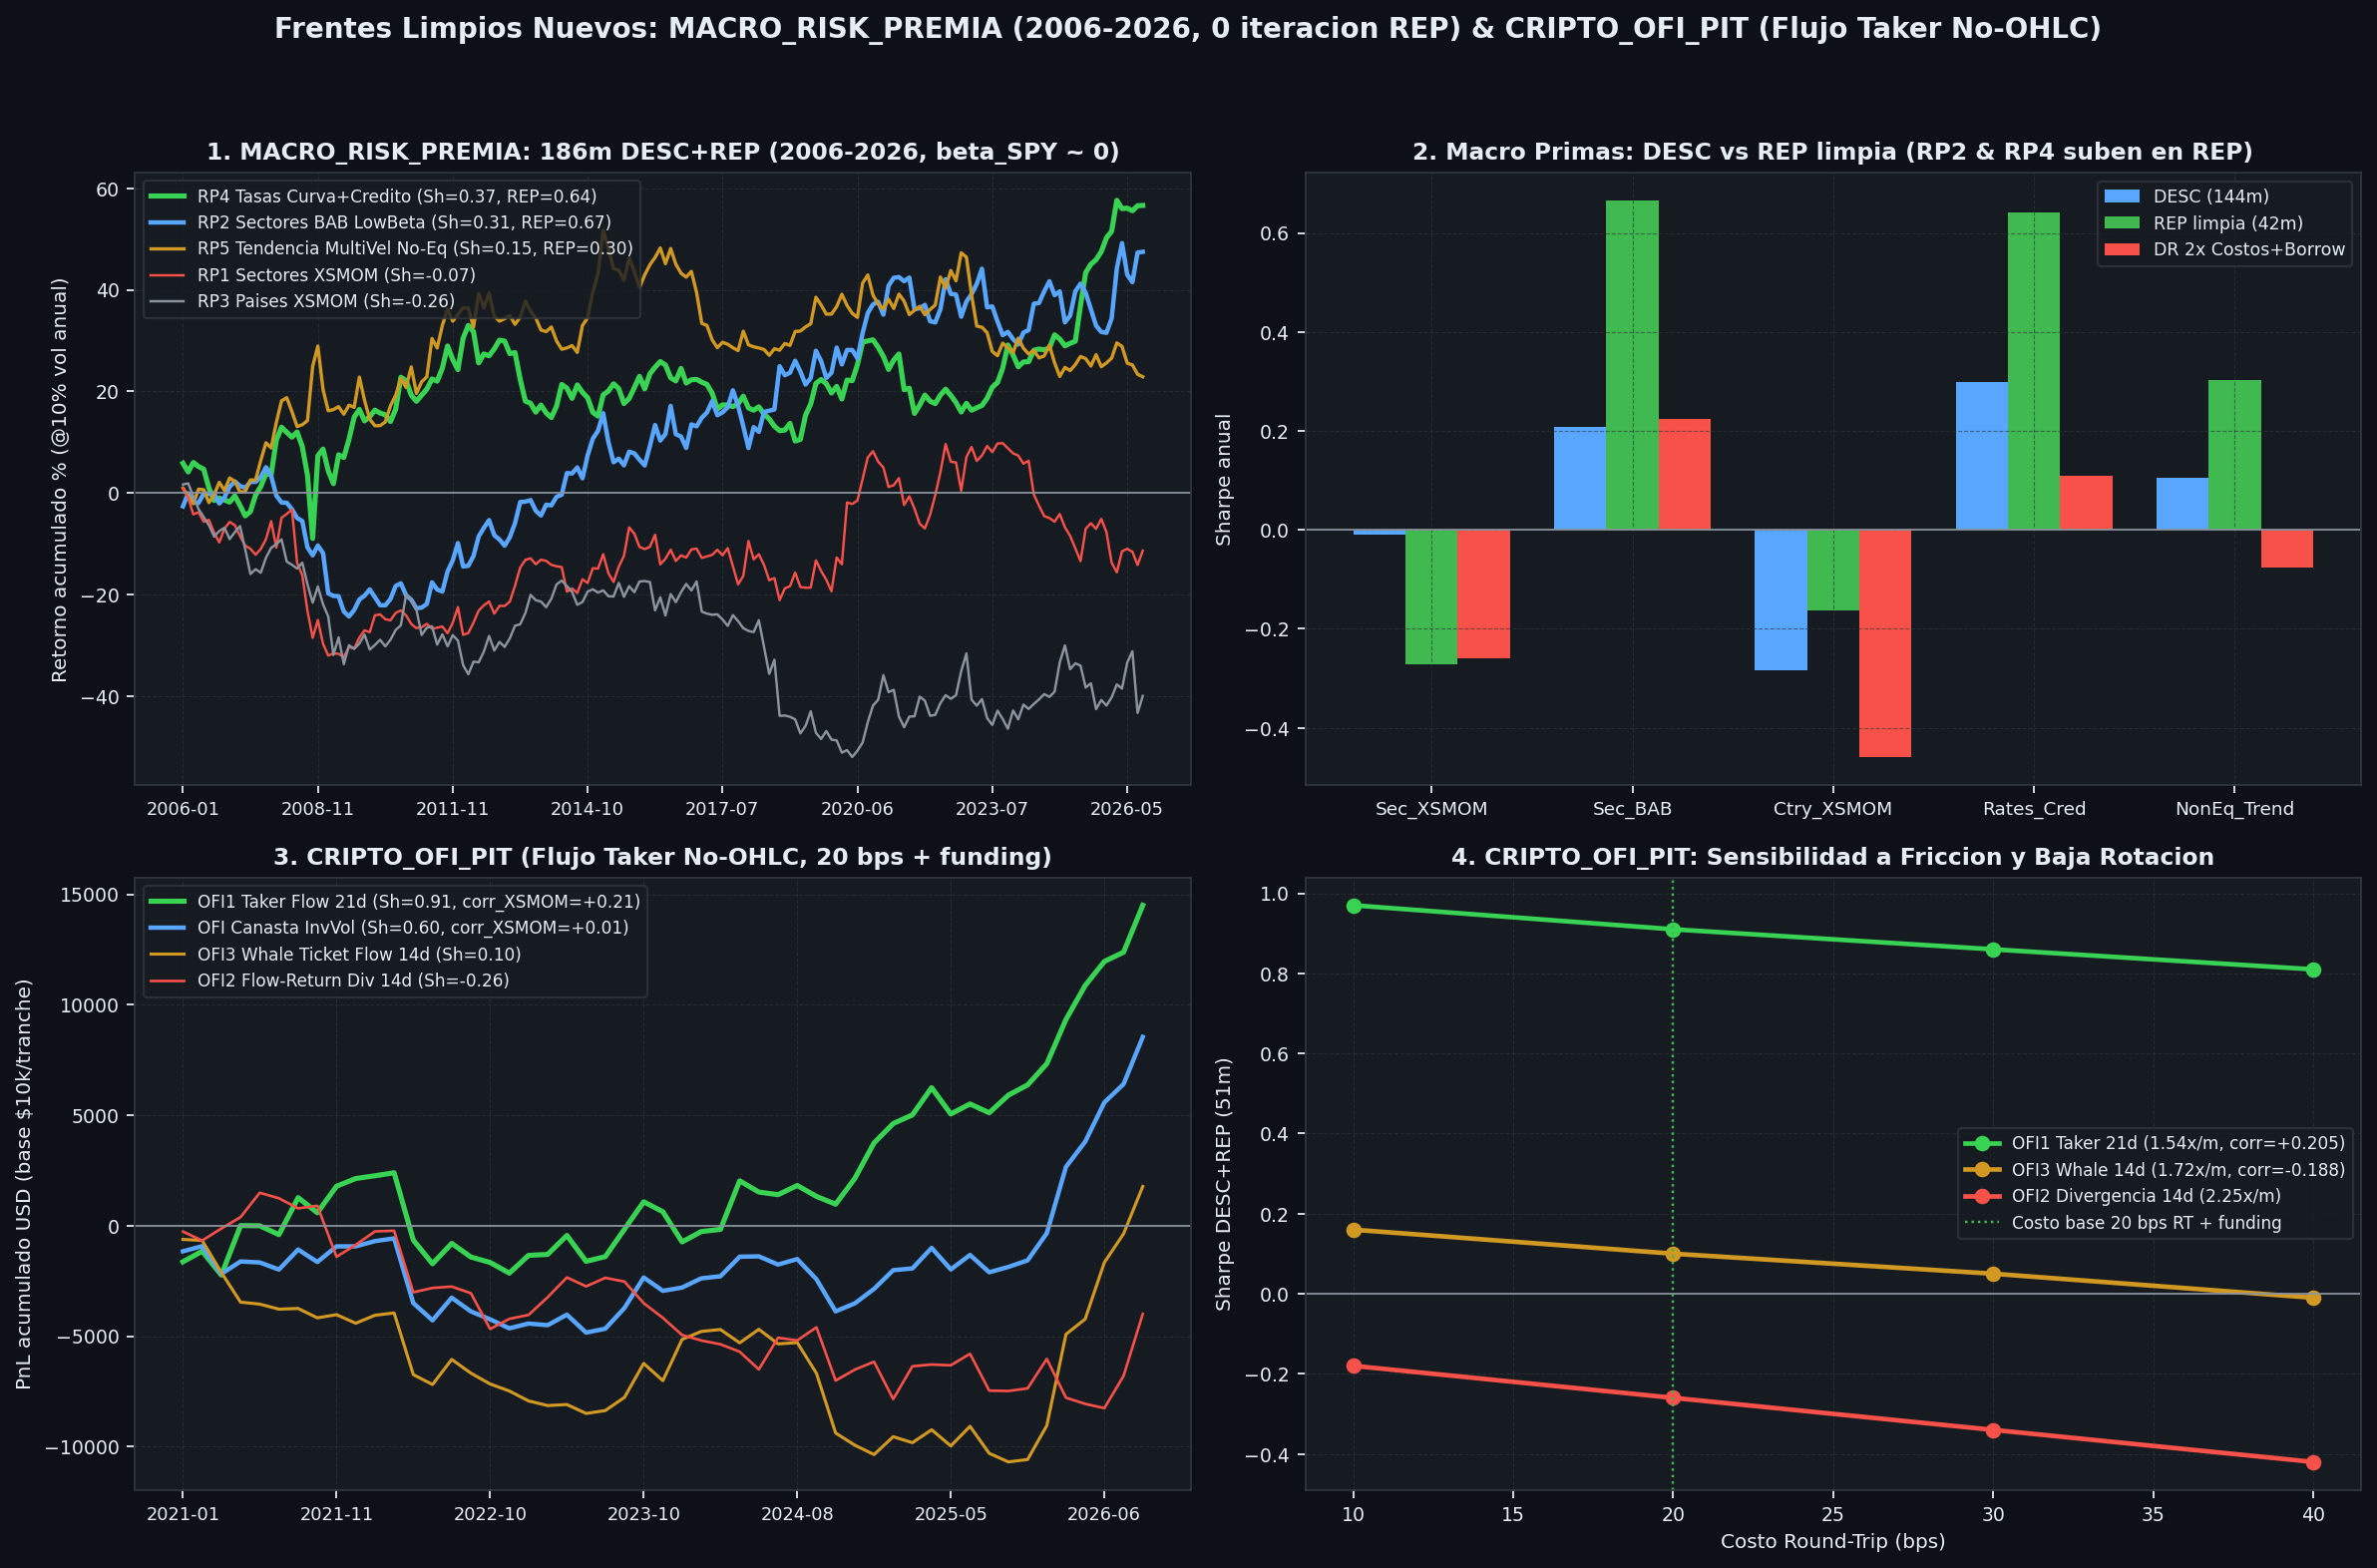 Frentes Limpios Nuevos: MACRO_RISK_PREMIA (2006-2026, 0 iteracion REP) & CRIPTO_OFI_PIT (Flujo Taker No-OHLC)
1. MACRO_RISK_PREMIA: 186m DESC+REP (2006-2026, beta_SPY ~ 0)
RP4 Tasas Curva+Credito (Sh=0.37, REP=0.64)
RP2 Sectores BAB LowBeta (Sh=0.31, REP=0.67)
RP5 Tendencia MultiVel No-Eq (Sh=0.15, REP=0.30)
RP1 Sectores XSMOM (Sh=-0.07)
RP3 Paises XSMOM (Sh=-0.26)
Retorno acumulado % (@10% vol anual)
60
40
20
0
−20
−40
2006-01
2008-11
2011-11
2014-10
2017-07
2020-06
2023-07
2026-05
2. Macro Primas: DESC vs REP limpia (RP2 & RP4 suben en REP)
DESC (144m)
REP limpia (42m)
DR 2x Costos+Borrow
Sharpe anual
0.6
0.4
0.2
0.0
−0.2
−0.4
Sec_XSMOM
Sec_BAB
Ctry_XSMOM
Rates_Cred
NonEq_Trend
3. CRIPTO_OFI_PIT (Flujo Taker No-OHLC, 20 bps + funding)
OFI1 Taker Flow 21d (Sh=0.91, corr_XSMOM=+0.21)
OFI Canasta InvVol (Sh=0.60, corr_XSMOM=+0.01)
OFI3 Whale Ticket Flow 14d (Sh=0.10)
OFI2 Flow-Return Div 14d (Sh=-0.26)
PnL acumulado USD (base $10k/tranche)
15000
10000
5000
0
−5000
−10000
2021-01
2021-11
2022-10
2023-10
2024-08
2025-05
2026-06
4. CRIPTO_OFI_PIT: Sensibilidad a Friccion y Baja Rotacion
OFI1 Taker 21d (1.54x/m, corr=+0.205)
OFI3 Whale 14d (1.72x/m, corr=-0.188)
OFI2 Divergencia 14d (2.25x/m)
Costo base 20 bps RT + funding
Sharpe DESC+REP (51m)
1.0
0.8
0.6
0.4
0.2
0.0
−0.2
−0.4
10
15
20
25
30
35
40
Costo Round-Trip (bps)